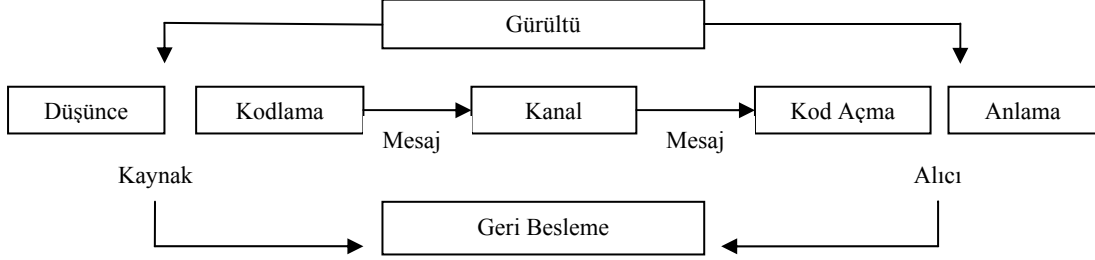 Gürültü
Düşünce Kodlama Kanal Kod Açma Anlama
Mesaj Mesaj
Kaynak Alıcı
Geri Besleme